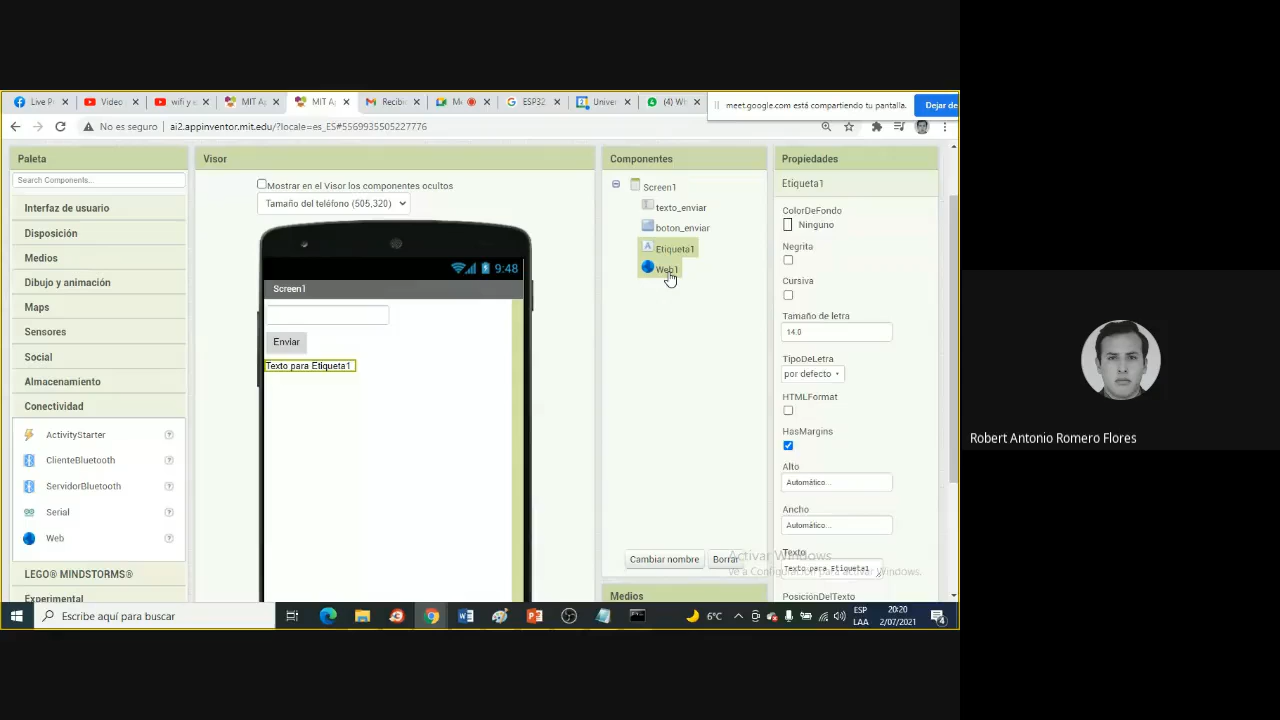 Live P
Video
wifi y e
MIT Ap
MIT Ap
Recib
Me
ESP32
Univer
(4) W
meet.google.com está compartiendo tu pantalla.
Dejar de
No es seguro
ai2.appinventor.mit.edu/?locale=es_ES#5569935505227776
Paleta
Search Components...
Interfaz de usuario
Disposición
Medios
Dibujo y animación
Maps
Sensores
Social
Almacenamiento
Conectividad
ActivityStarter
ClienteBluetooth
ServidorBluetooth
Serial
Web
LEGO® MINDSTORMS®
Experimental
Visor
Mostrar en el Visor los componentes ocultos
Tamaño del teléfono (505,320)
9:48
Screen1
Enviar
Texto para Etiqueta1
Componentes
Screen1
texto_enviar
boton_enviar
Etiqueta1
Web1
Cambiar nombre
Borrar
Medios
Propiedades
Etiqueta1
ColorDeFondo
Ninguno
Negrita
Cursiva
Tamaño de letra
14.0
TipoDeLetra
por defecto
HTMLFormat
HasMargins
Alto
Automático...
Ancho
Automático...
Texto
Texto para Etiqueta1
PosiciónDelTexto
Activar Windows
Ve a Configuración para activar Windows.
Escribe aquí para buscar
6°C
ESP
LAA
20:20
2/07/2021
4
Robert Antonio Romero Flores